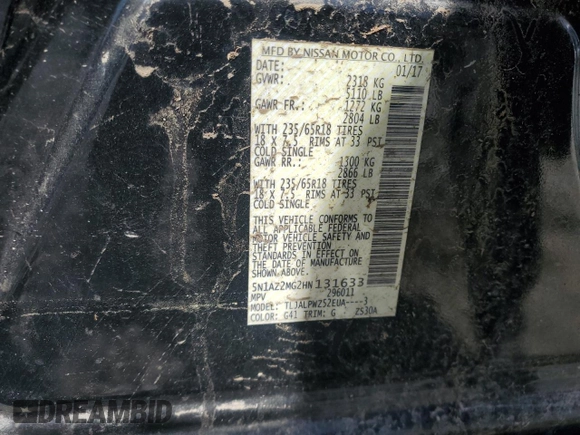 MFD BY NISSAN MOTOR CO., LTD.
DATE: 01/17
GVWR: 2318 KG
5110 LB
GAWR FR.: 1272 KG
2804 LB
WITH 235/65R18 TIRES
18 X 7.5 RIMS AT 33 PSI
COLD SINGLE
GAWR RR.: 1300 KG
2866 LB
WITH 235/65R18 TIRES
18 X 7.5 RIMS AT 33 PSI
COLD SINGLE
THIS VEHICLE CONFORMS TO
ALL APPLICABLE FEDERAL
MOTOR VEHICLE SAFETY AND
THEFT PREVENTION
STANDARDS IN EFFECT ON
THE DATE OF MANUFACTURE
SHOWN ABOVE.
5N1AZ2MG2HN131633
MPV 296011
MODEL: TLJALPWZ52EUA----3
COLOR: G41 TRIM: G Z530A
DREAMBID